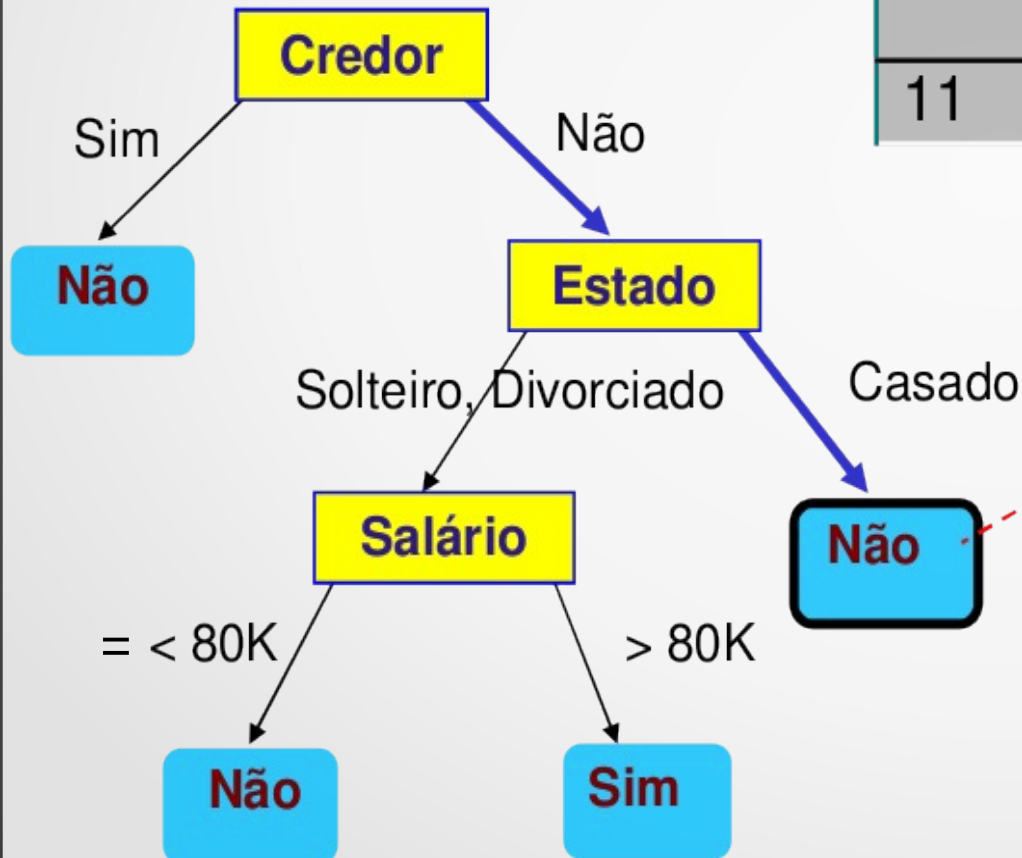 Credor
11
Sim
Não
Não
Estado
Solteiro, Divorciado
Casado
Salário
Não
= < 80K
> 80K
Não
Sim